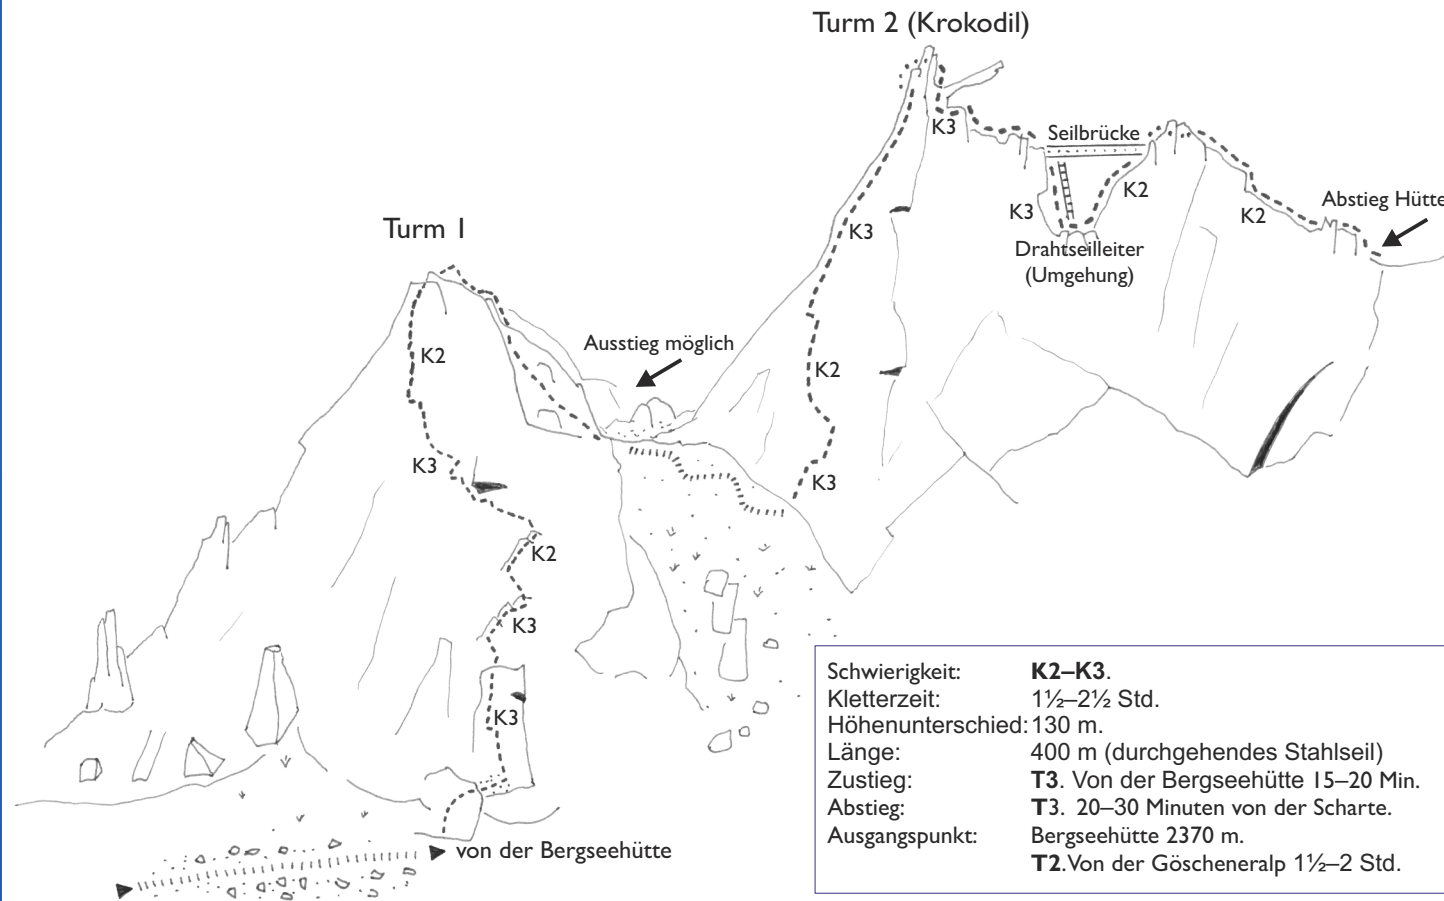 Turm 2 (Krokodil)
K3
Seilbrücke
K2
K3
Abstieg Hütte
K2
K3
Drahtseilleiter
(Umgehung)
Turm 1
Ausstieg möglich
K2
K2
K3
K3
K2
K3
K3
von der Bergseehütte
Schwierigkeit: K2–K3.
Kletterzeit: 1½–2½ Std.
Höhenunterschied: 130 m.
Länge: 400 m (durchgehendes Stahlseil)
Zustieg: T3. Von der Bergseehütte 15–20 Min.
Abstieg: T3. 20–30 Minuten von der Scharte.
Ausgangspunkt: Bergseehütte 2370 m.
T2. Von der Göscheneralp 1½–2 Std.